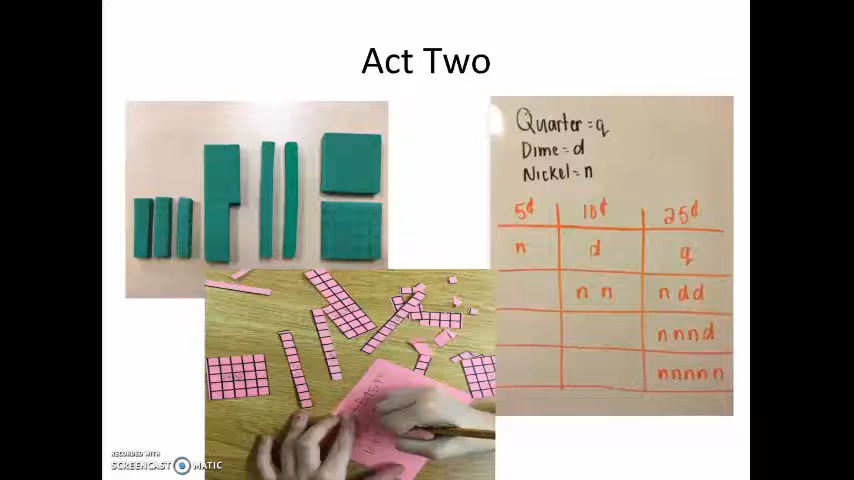 Act Two
Quarter = q
Dime = d
Nickel = n
5¢ 10¢ 25¢
n d q
n n n d d
n n n d
n n n n n
RECORDED WITH
SCREENCAST MATIC